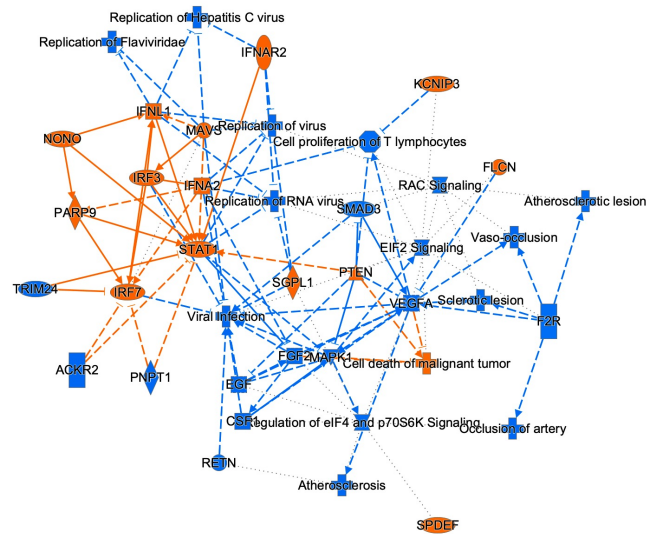 Replication of Hepatitis C virus
Replication of Flaviviridae
IFNAR2
KCNIP3
IFNL1
MAVS
Replication of virus
NONO
Cell proliferation of T lymphocytes
FLCN
IRF3
IFNA2
RAC Signaling
Replication of RNA virus
Atherosclerotic lesion
PARP9
SMAD3
Vaso-occlusion
STAT1
EIF2 Signaling
PTEN
SGPL1
TRIM24
IRF7
VEGFA
Sclerotic lesion
Viral Infection
F2R
FGF2
MAPK1
Cell death of malignant tumor
ACKR2
PNPT1
EGF
CSF1
Regulation of eIF4 and p70S6K Signaling
Occlusion of artery
RETN
Atherosclerosis
SPDEF